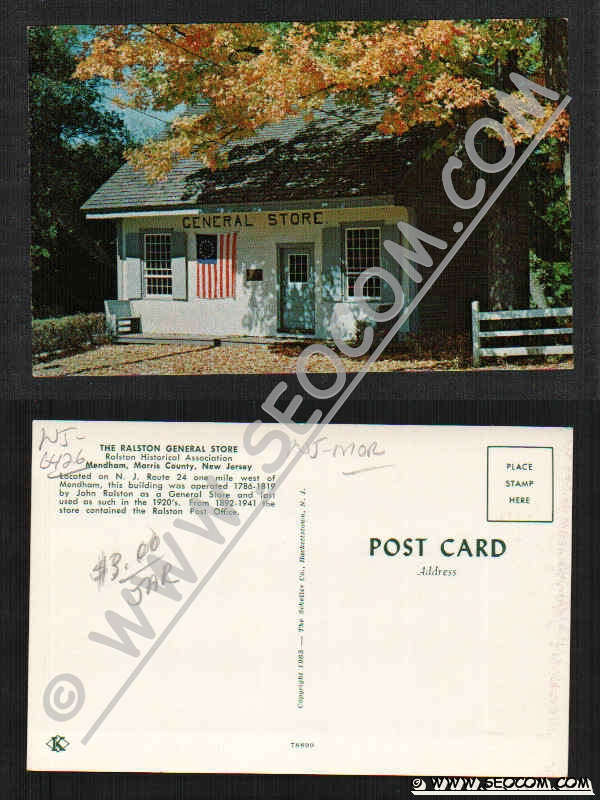 GENERAL STORE
© WWW.SEOCOM.COM
NJ-
6426
NJ-MOR
THE RALSTON GENERAL STORE
Ralston Historical Association
Mendham, Morris County, New Jersey
Located on N. J. Route 24 one mile west of
Mendham, this building was operated 1786-1819
by John Ralston as a General Store and last
used as such in the 1920's. From 1892-1941 the
store contained the Ralston Post Office.
$3.00
Copyright 1965 — The Scheller Co., Hackettstown, N. J.
PLACE
STAMP
HERE
POST CARD
Address
K
78699
© WWW.SEOCOM.COM